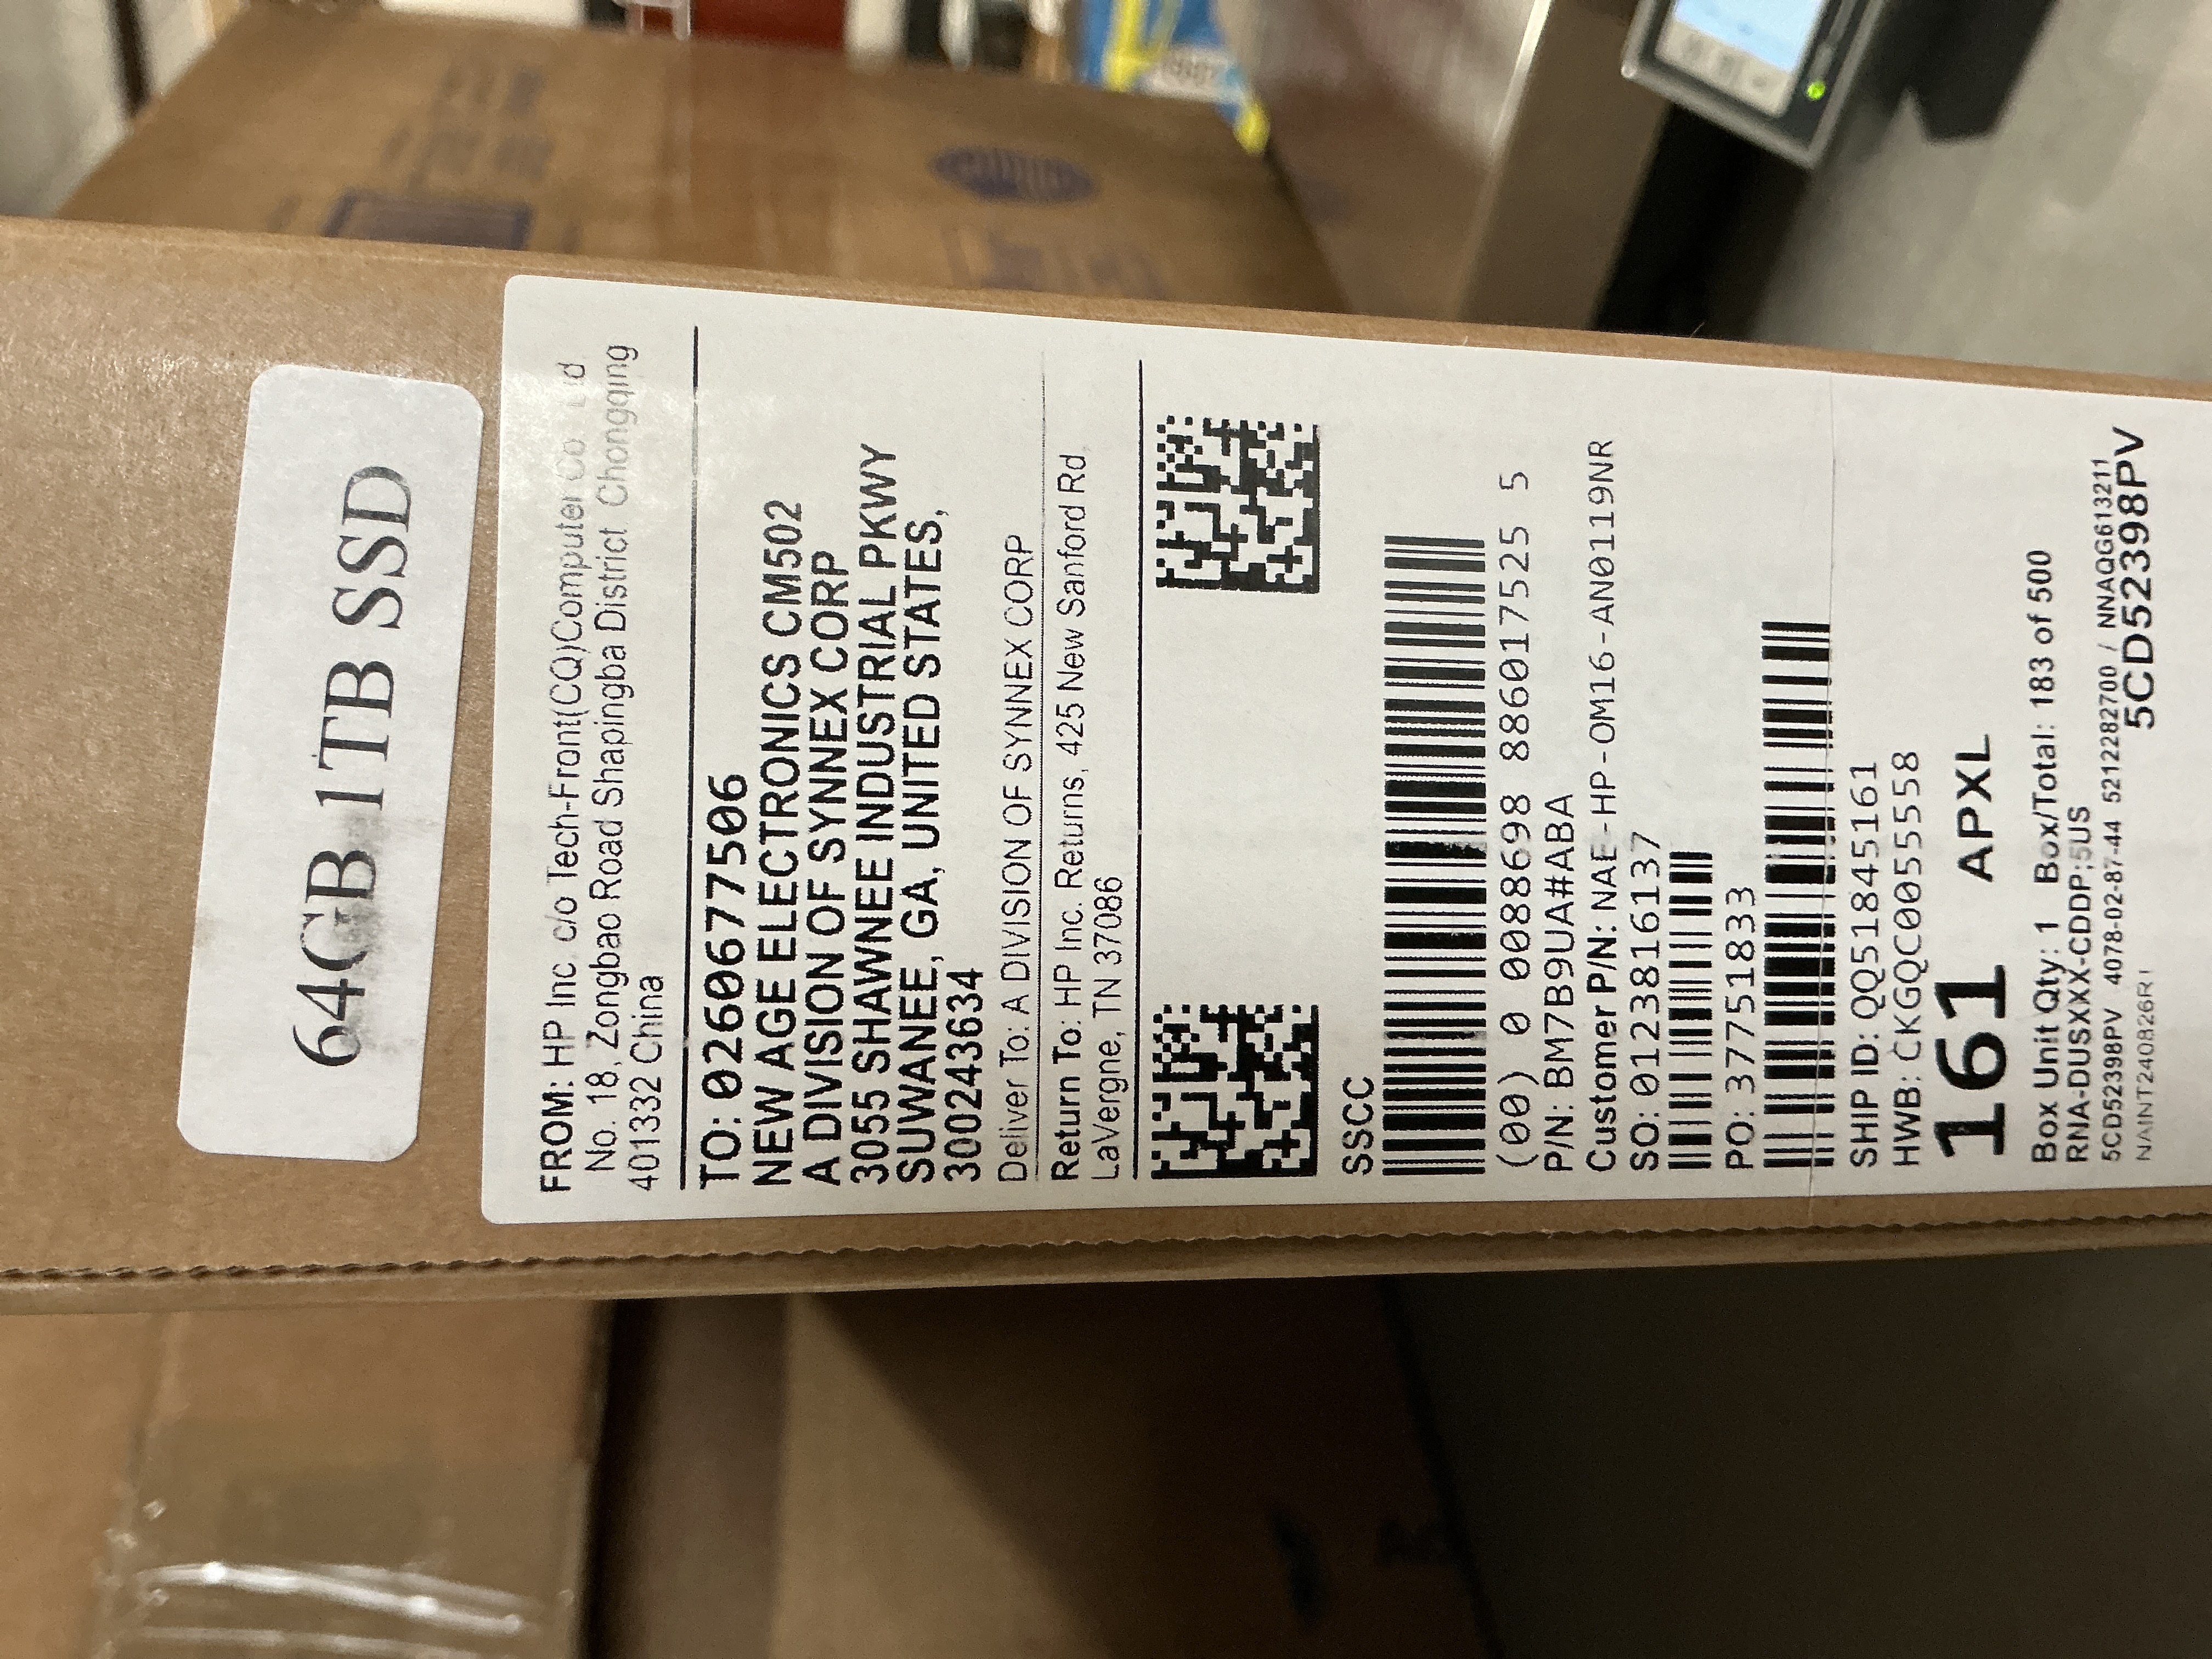 64GB 1TB SSD
FROM: HP Inc. c/o Tech-Front(CQ)Computer Co. Ltd
No. 18, Zongbao Road Shapingba District. Chongqing
401332 China
TO: 0260677506
NEW AGE ELECTRONICS CM502
A DIVISION OF SYNNEX CORP
3055 SHAWNEE INDUSTRIAL PKWY
SUWANEE, GA, UNITED STATES,
300243634
Deliver To: A DIVISION OF SYNNEX CORP
Return To: HP Inc. Returns, 425 New Sanford Rd,
LaVergne, TN 37086
SSCC
(00) 0 0088698 886017525 5
P/N: BM7B9UA#ABA
Customer P/N: NAE-HP-OM16-AN0119NR
SO: 0123816137
PO: 37751833
SHIP ID: QQ51845161
HWB: CKGQC0055558
161 APXL
Box Unit Qty: 1 Box/Total: 183 of 500
RNA-DUSXXX-CDDP;5US
5CD52398PV 4078-02-87-44 5212282700 / NNAQG613211
NAINT240826R1 5CD52398PV